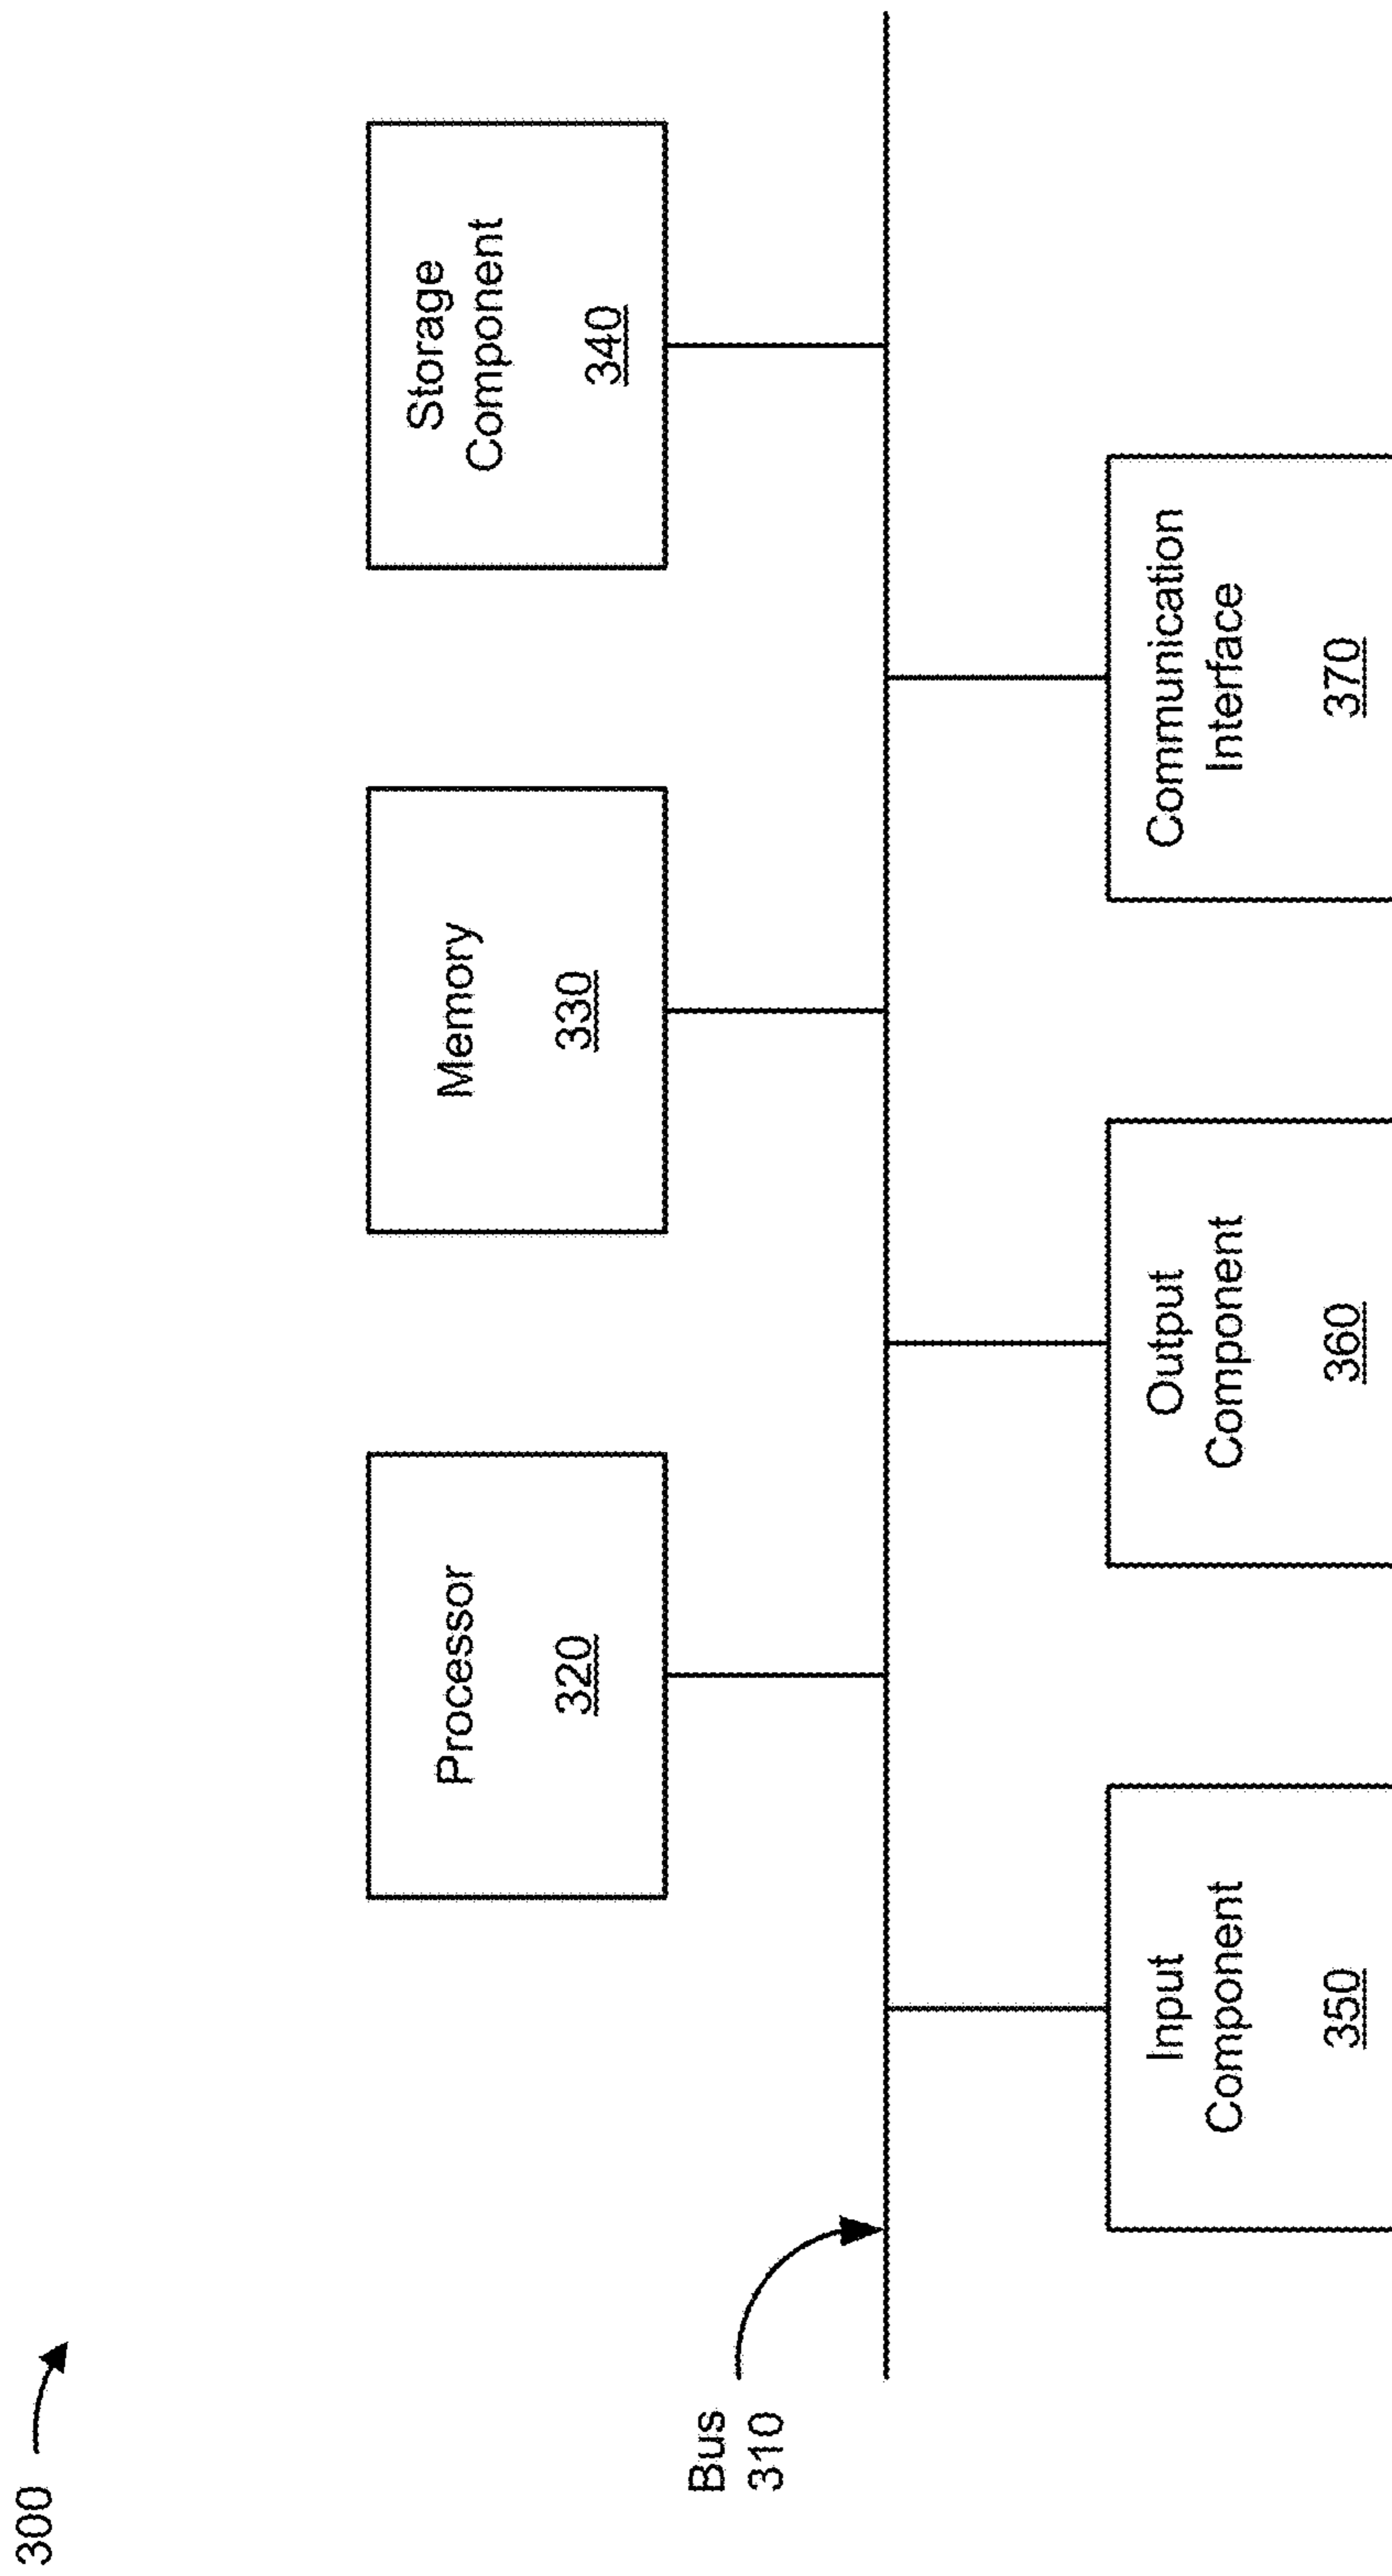 300
Processor
320
Memory
330
Storage
Component
340
Bus
310
Input
Component
350
Output
Component
360
Communication
Interface
370